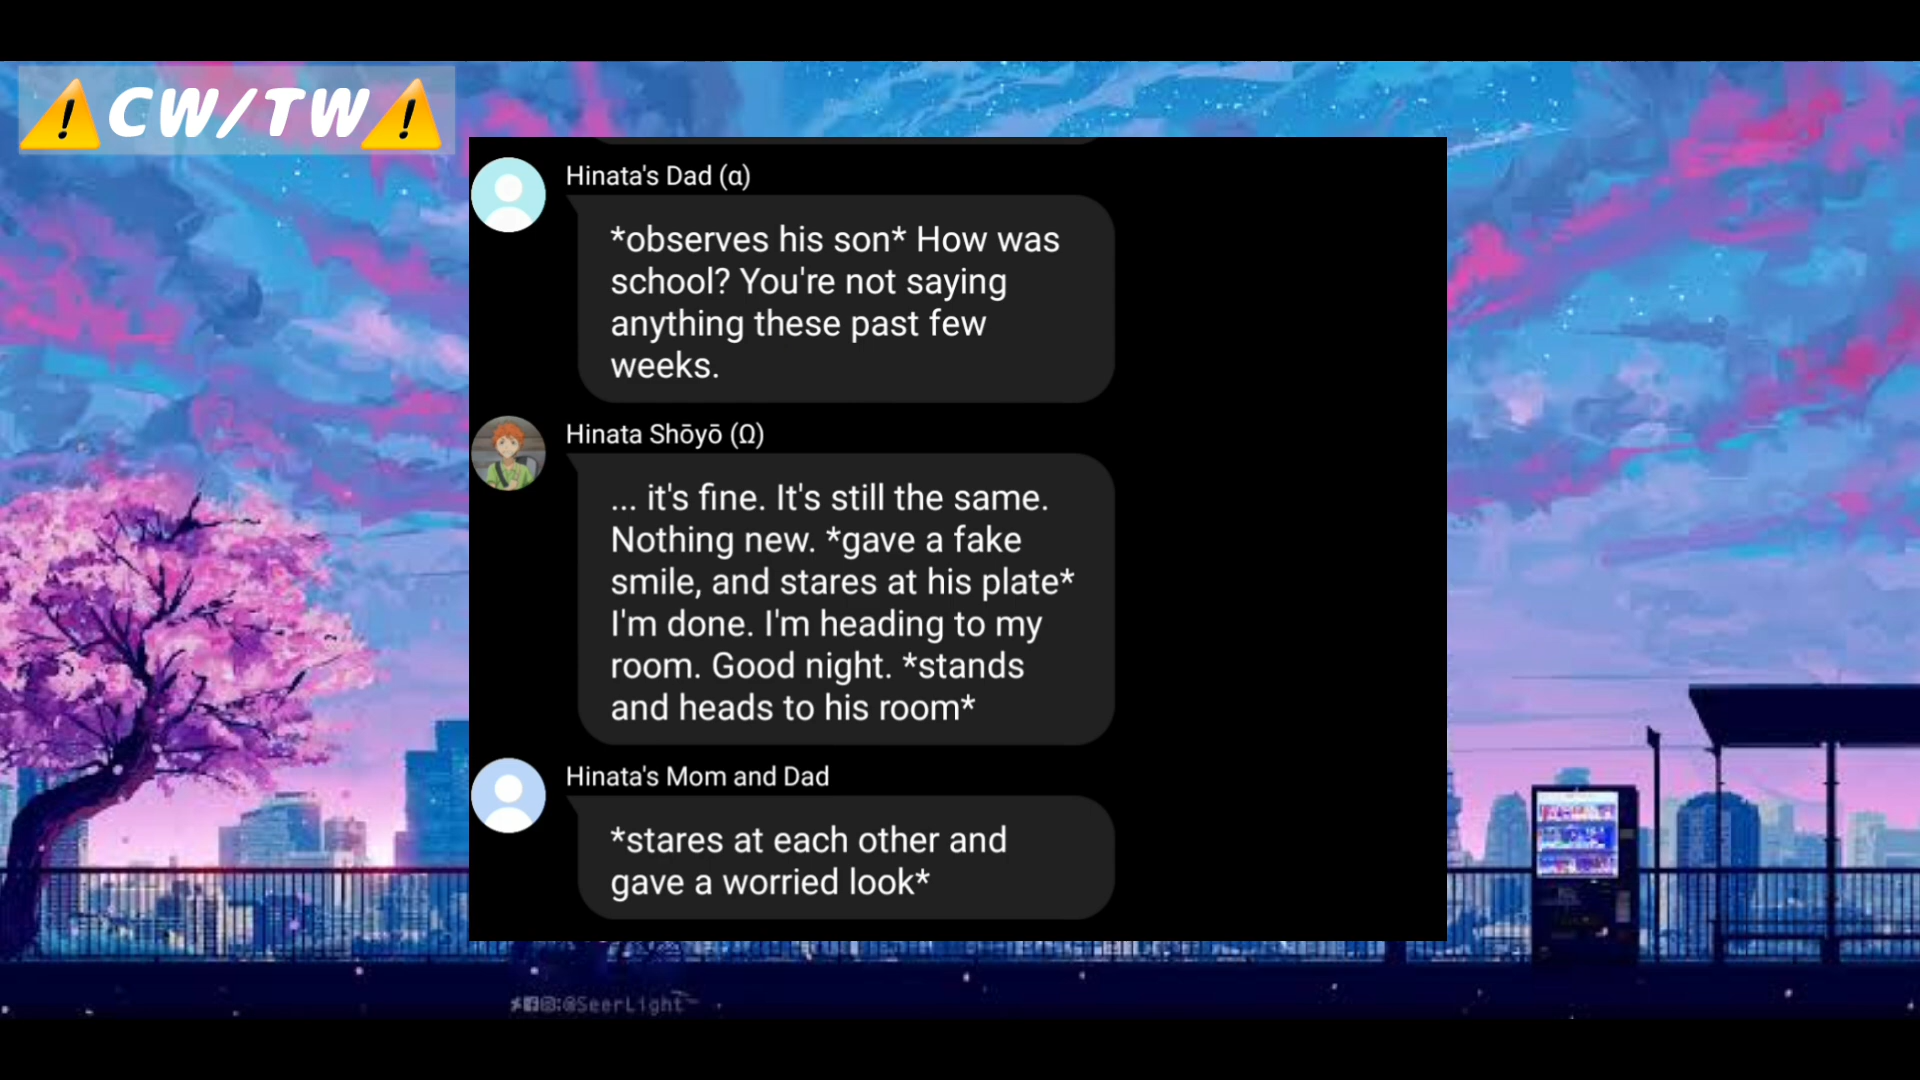 ⚠CW/TW⚠
Hinata's Dad (α)
*observes his son* How was
school? You're not saying
anything these past few
weeks.
Hinata Shōyō (Ω)
... it's fine. It's still the same.
Nothing new. *gave a fake
smile, and stares at his plate*
I'm done. I'm heading to my
room. Good night. *stands
and heads to his room*
Hinata's Mom and Dad
*stares at each other and
gave a worried look*
:@SeerLight